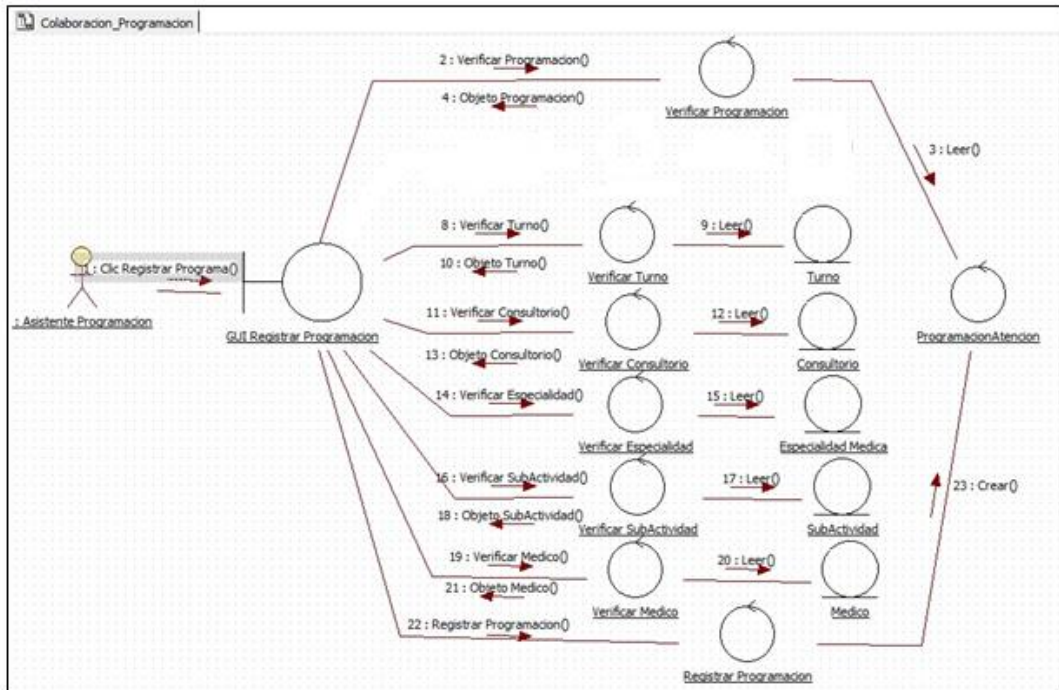 Colaboracion_Programacion
2 : Verificar Programacion()
4 : Objeto Programacion()
Verificar Programacion
3 : Leer()
8 : Verificar Turno()
9 : Leer()
10 : Objeto Turno()
Verificar Turno
Turno
1 : Clic Registrar Programa()
: Asistente Programacion
GUI Registrar Programacion
11 : Verificar Consultorio()
12 : Leer()
13 : Objeto Consultorio()
Verificar Consultorio
Consultorio
ProgramacionAtencion
14 : Verificar Especialidad()
15 : Leer()
Verificar Especialidad
Especialidad Medica
16 : Verificar SubActividad()
17 : Leer()
18 : Objeto SubActividad()
Verificar SubActividad
SubActividad
23 : Crear()
19 : Verificar Medico()
20 : Leer()
21 : Objeto Medico()
Verificar Medico
Medico
22 : Registrar Programacion()
Registrar Programacion